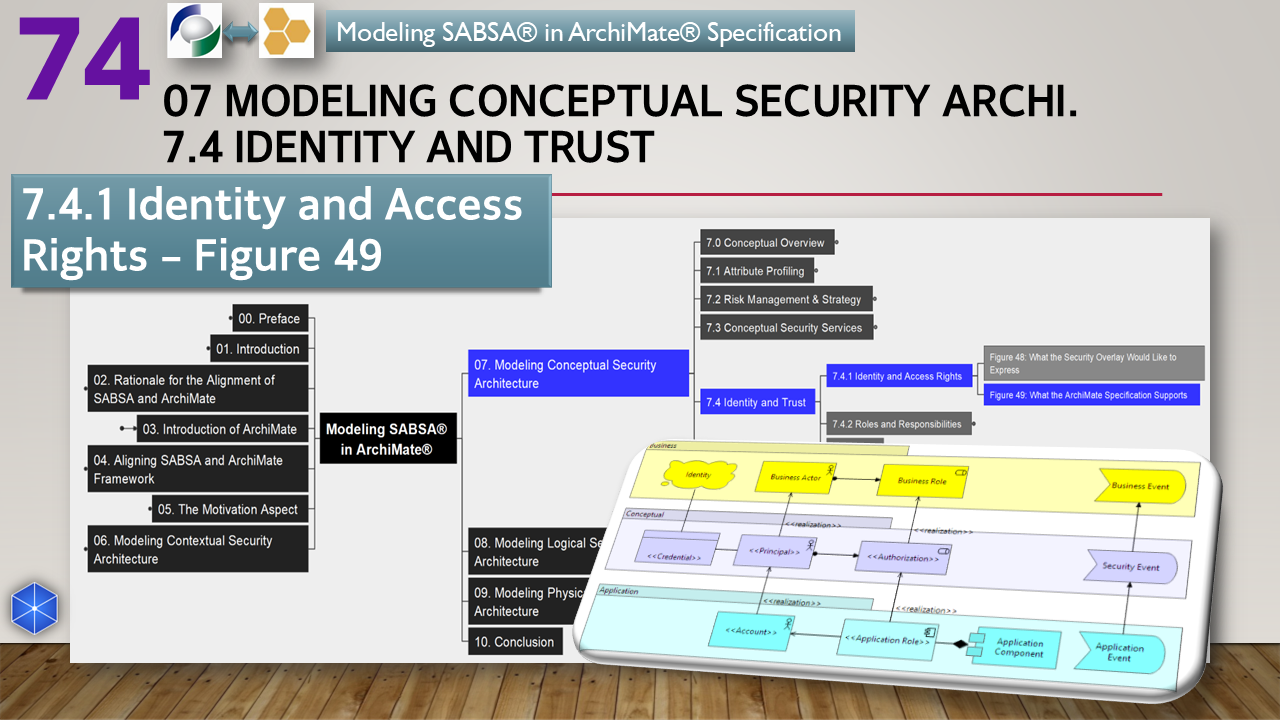 74
Modeling SABSA® in ArchiMate® Specification
07 MODELING CONCEPTUAL SECURITY ARCHI.
7.4 IDENTITY AND TRUST
7.4.1 Identity and Access
Rights – Figure 49
00. Preface
01. Introduction
02. Rationale for the Alignment of
SABSA and ArchiMate
03. Introduction of ArchiMate
04. Aligning SABSA and ArchiMate
Framework
05. The Motivation Aspect
06. Modeling Contextual Security
Architecture
Modeling SABSA®
in ArchiMate®
07. Modeling Conceptual Security
Architecture
7.0 Conceptual Overview
7.1 Attribute Profiling
7.2 Risk Management & Strategy
7.3 Conceptual Security Services
7.4 Identity and Trust
7.4.1 Identity and Access Rights
Figure 48: What the Security Overlay Would Like to
Express
Figure 49: What the ArchiMate Specification Supports
7.4.2 Roles and Responsibilities
08. Modeling Logical Se
Architecture
09. Modeling Physic
Architecture
10. Conclusion
Business
Identity
Business Actor
Business Role
Business Event
<<realization>>
<<realization>>
Conceptual
<<Credential>>
<<Principal>>
<<Authorization>>
Security Event
<<realization>>
<<realization>>
Application
<<Account>>
<<Application Role>>
Application
Component
Application
Event